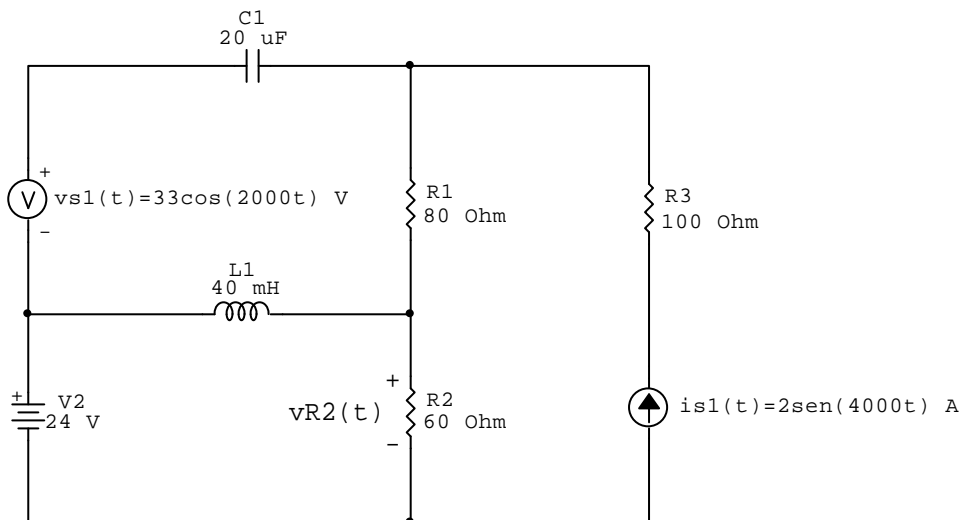 C1
20 uF
+
V
vs1(t)=33cos(2000t) V
−
R1
80 Ohm
R3
100 Ohm
L1
40 mH
+
V2
24 V
+
vR2(t)
−
R2
60 Ohm
is1(t)=2sen(4000t) A